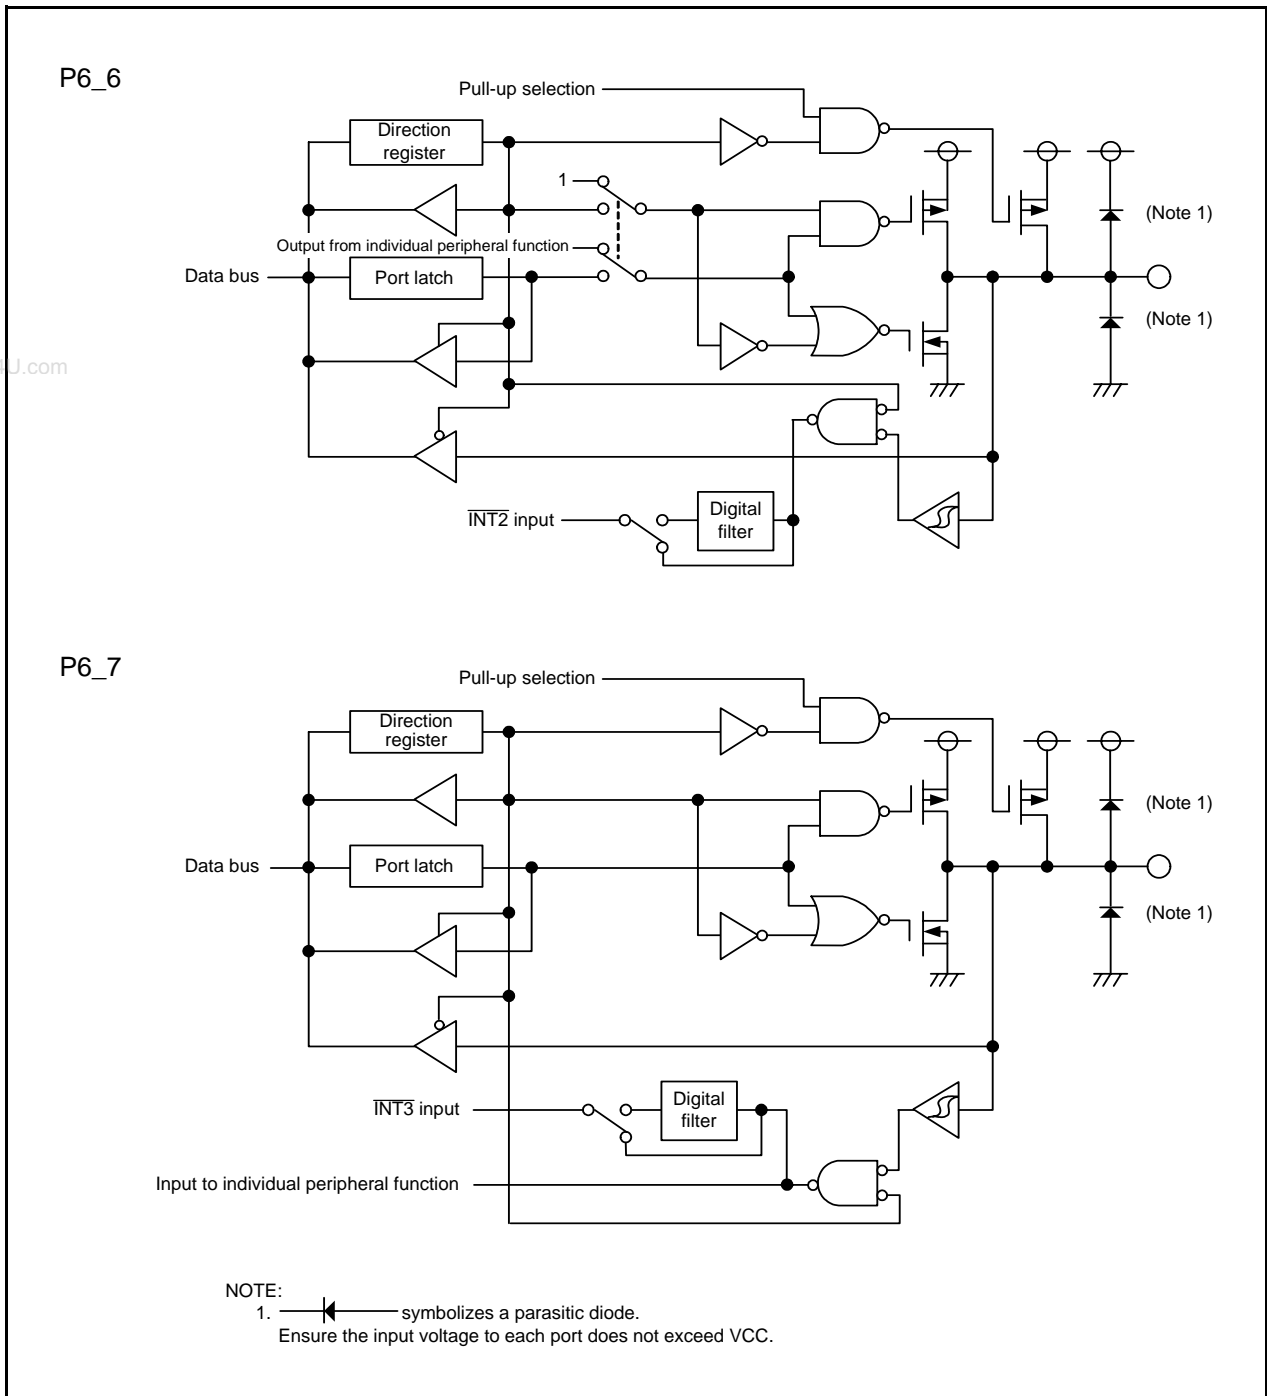 P6_6
Pull-up selection
Direction
register
1
(Note 1)
Output from individual peripheral function
Data bus
Port latch
(Note 1)
4U.com
Digital
filter
INT2 input
P6_7
Pull-up selection
Direction
register
(Note 1)
Data bus
Port latch
(Note 1)
Digital
filter
INT3 input
Input to individual peripheral function
NOTE:
1. symbolizes a parasitic diode.
Ensure the input voltage to each port does not exceed VCC.